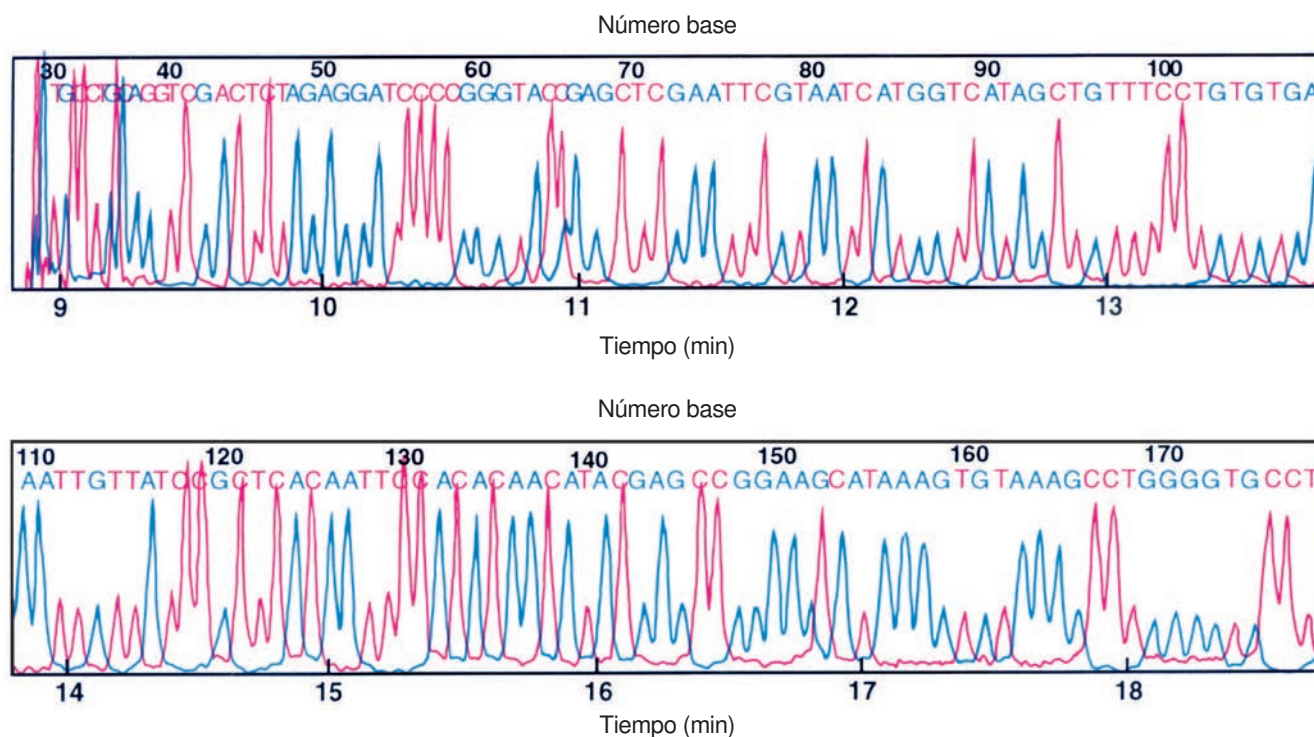 Número base
30 40 50 60 70 80 90 100
TGCCTGCAGGTCGACTCTAGAGGATCCCCGGGTACCGAGCTCGAATTCGTAATCATGGTCATAGCTGTTTCCTGTGTGA
9 10 11 12 13
Tiempo (min)
Número base
110 120 130 140 150 160 170
AATTGTTATCCGCTCACAATTCCACACAACATACGAGCCGGAAGCATAAAGTGTAAAGCCTGGGGTGCCT
14 15 16 17 18
Tiempo (min)